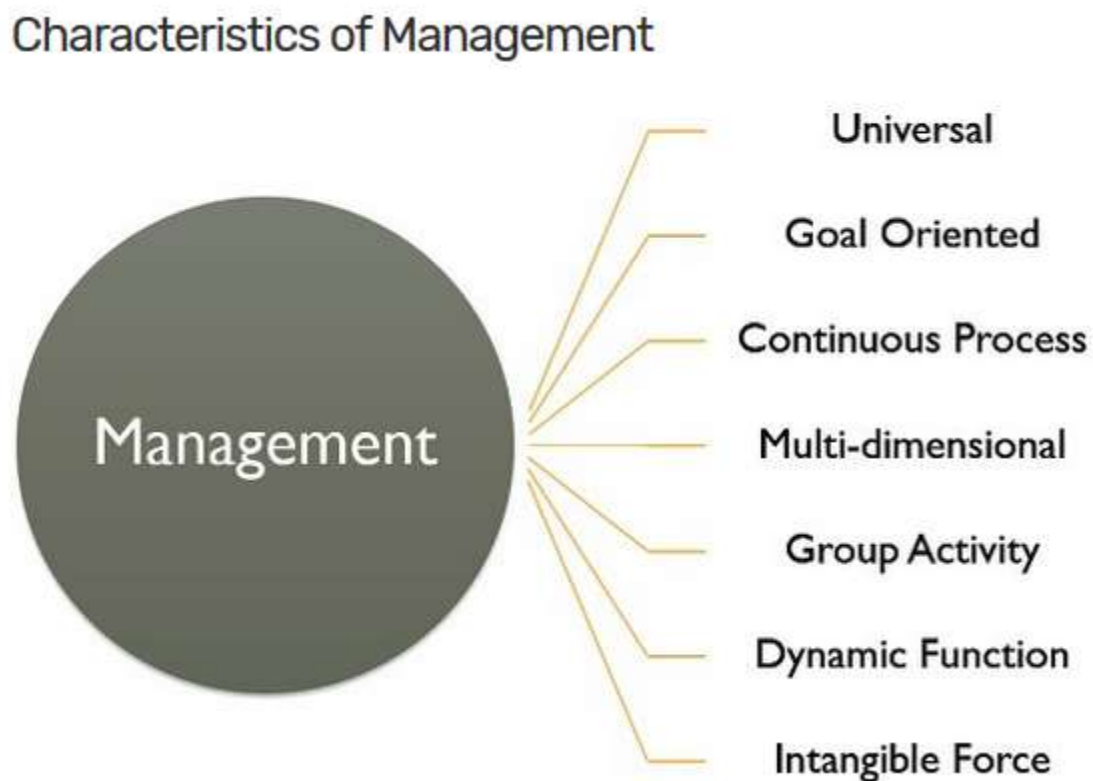 Characteristics of Management
Management
Universal
Goal Oriented
Continuous Process
Multi-dimensional
Group Activity
Dynamic Function
Intangible Force